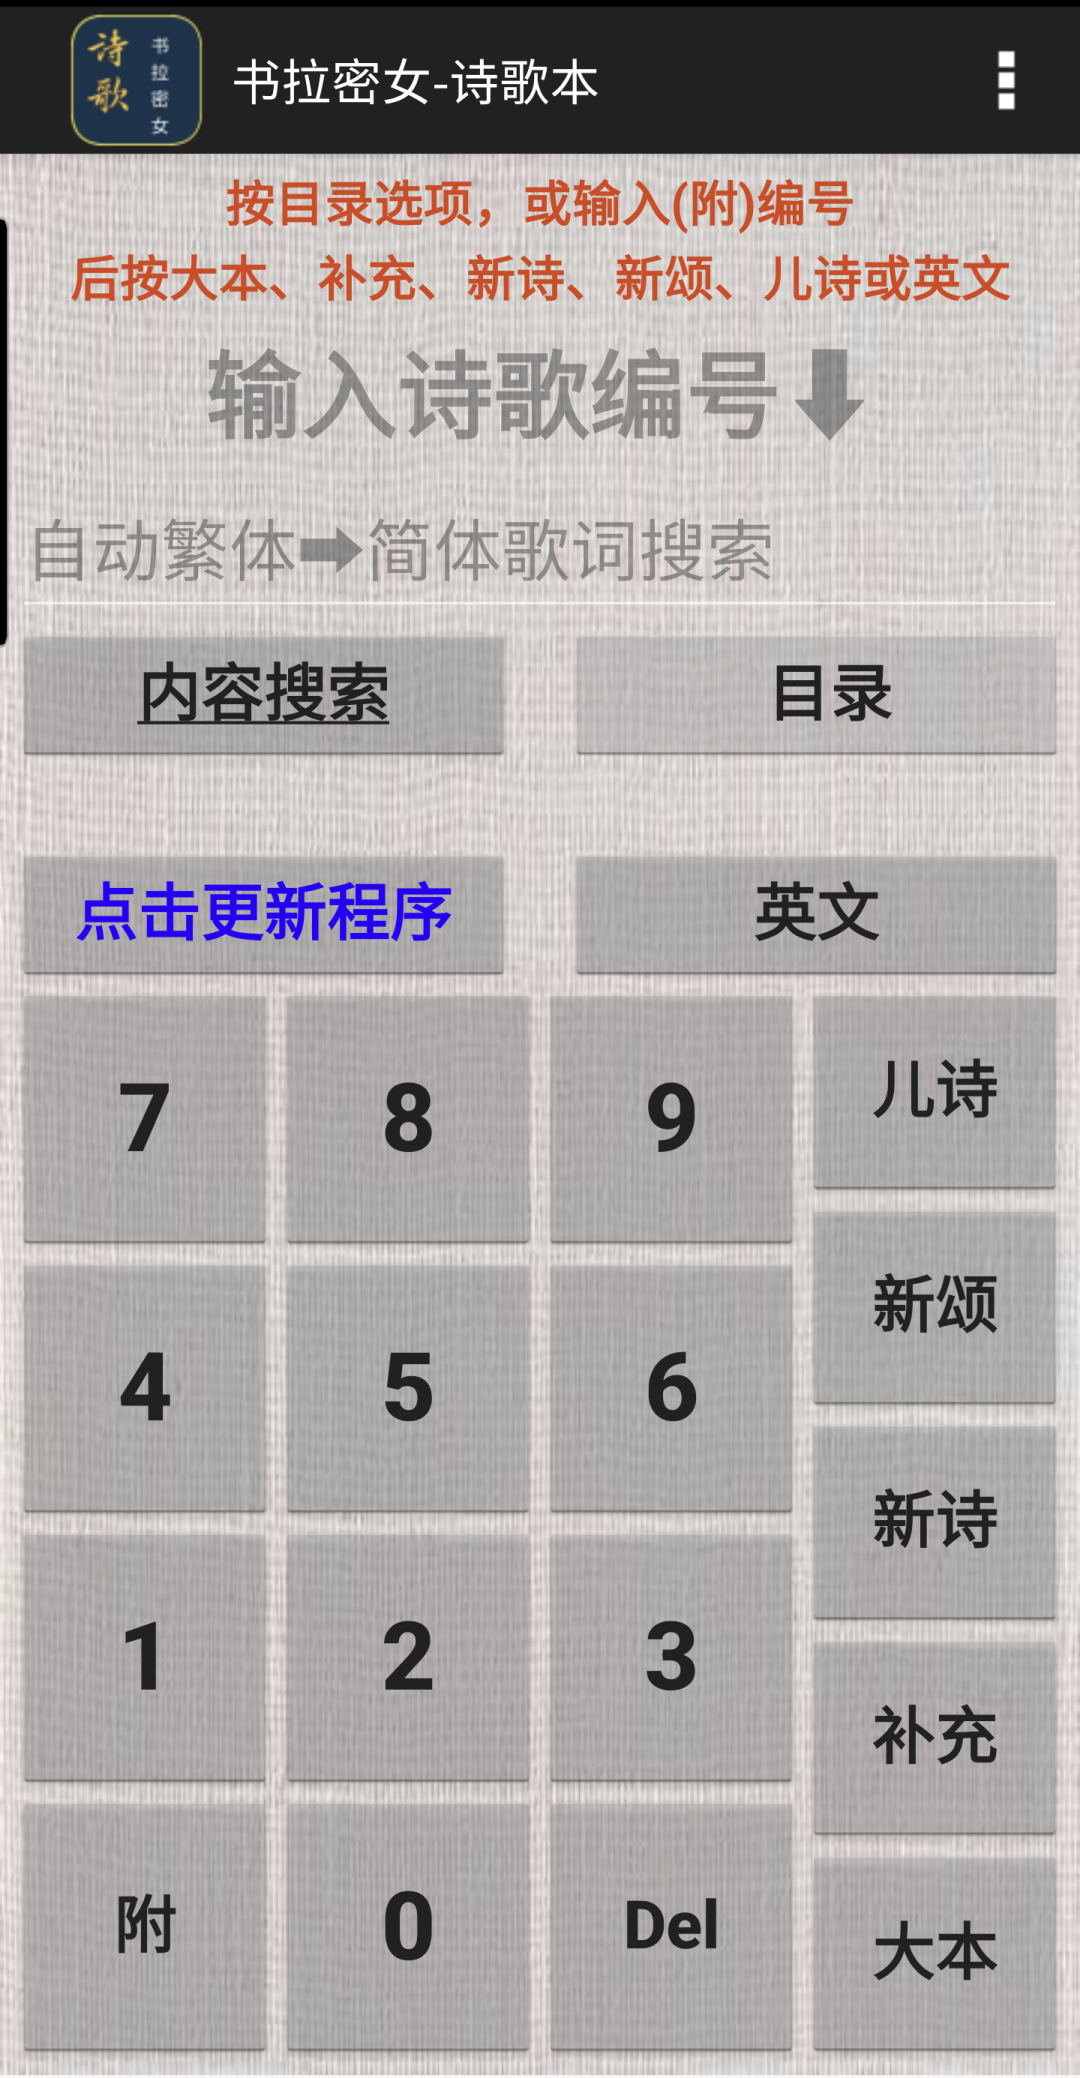 诗歌
书拉密女
书拉密女-诗歌本
按目录选项，或输入(附)编号
后按大本、补充、新诗、新颂、儿诗或英文
输入诗歌编号⬇
自动繁体➡简体歌词搜索
内容搜索
目录
点击更新程序
英文
7
8
9
儿诗
新颂
4
5
6
新诗
1
2
3
补充
附
0
Del
大本